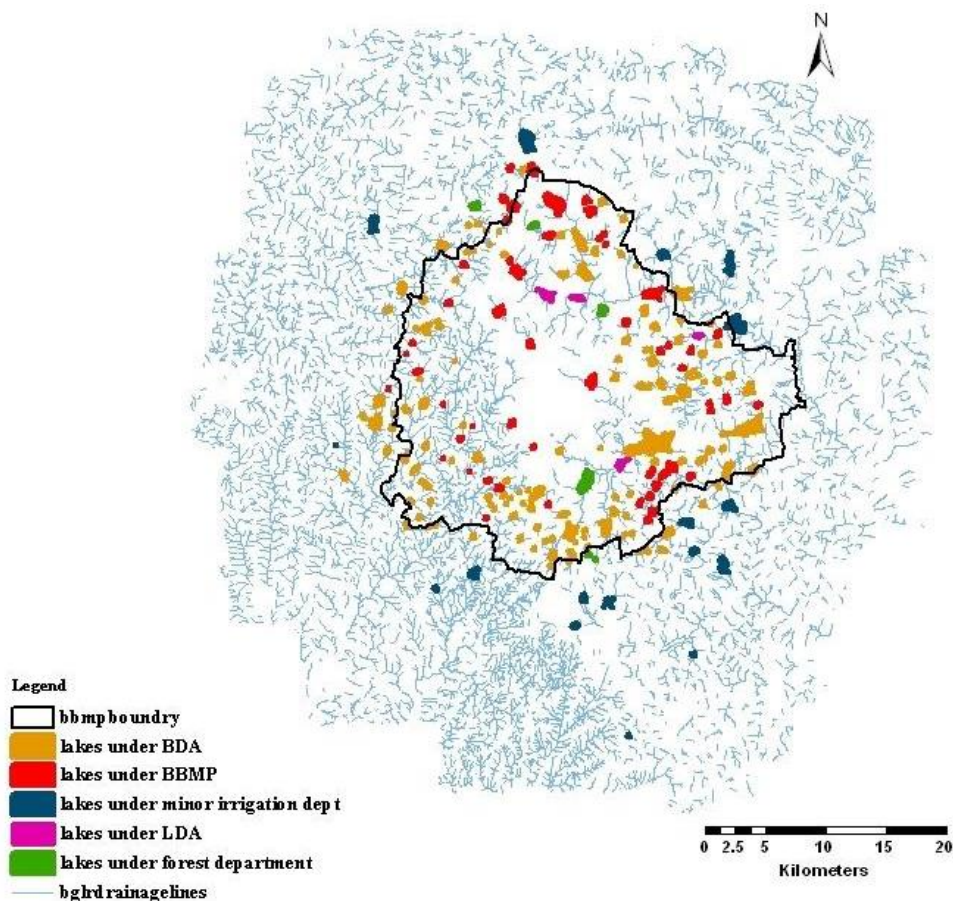 N
Legend
bbmpboundry
lakes under BDA
lakes under BBMP
lakes under minor irrigation dept
lakes under LDA
lakes under forest department
bglrdrainagelines
0 2.5 5 10 15 20
Kilometers